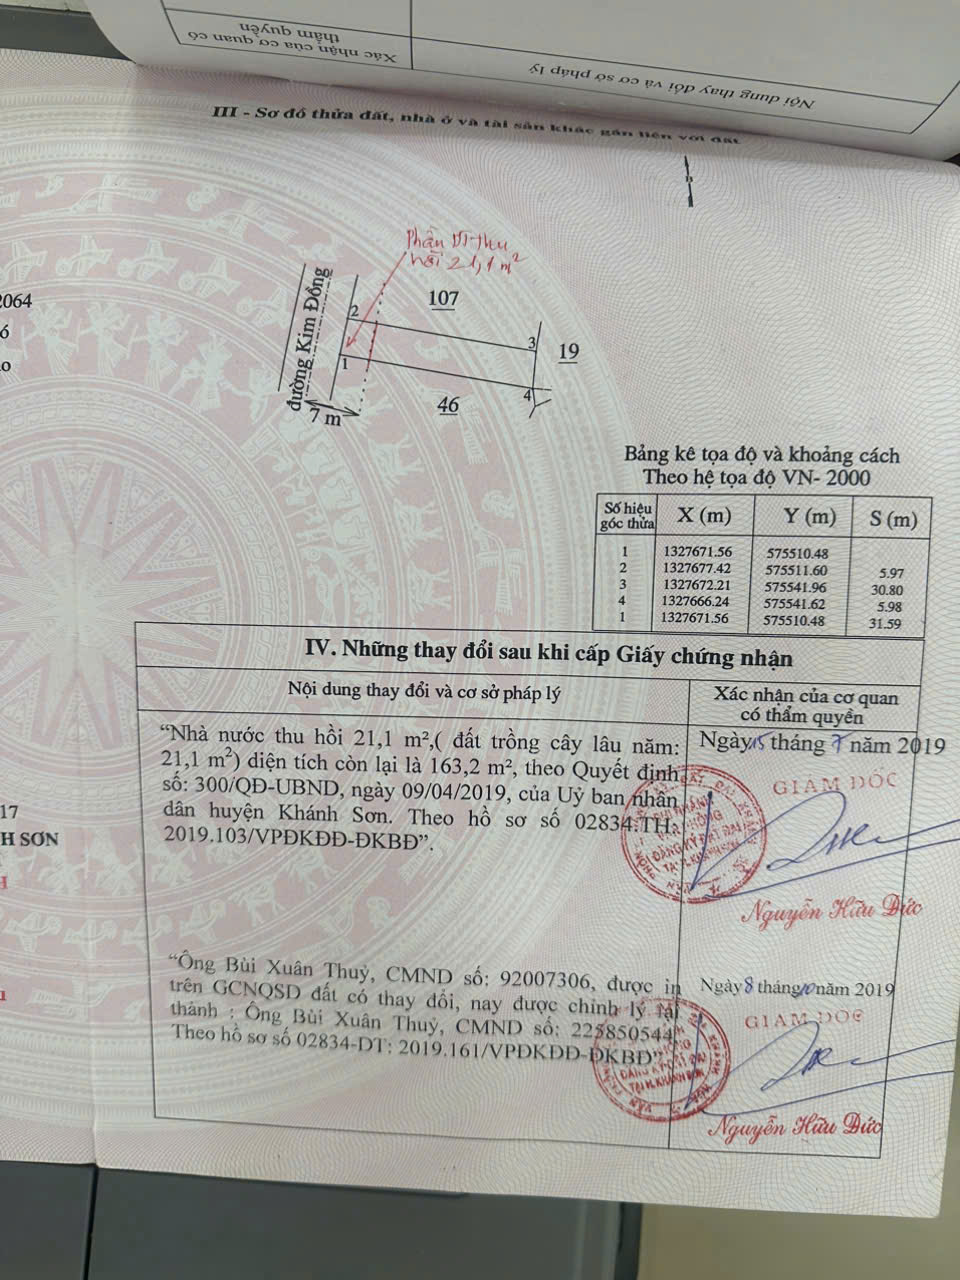 Xác nhận của cơ quan có
thẩm quyền
Nội dung thay đổi và cơ sở pháp lý
III - Sơ đồ thửa đất, nhà ở và tài sản khác gắn liền với đất
B
Phần DT thu
hồi 21,1 m²
107
2
3
19
1
4
46
đường Kim Đồng
7 m
2064
ó
o
Bảng kê tọa độ và khoảng cách
Theo hệ tọa độ VN- 2000
Số hiệu góc thửa X (m) Y (m) S (m)
1 1327671.56 575510.48
2 1327677.42 575511.60 5.97
3 1327672.21 575541.96 30.80
4 1327666.24 575541.62 5.98
1 1327671.56 575510.48 31.59
IV. Những thay đổi sau khi cấp Giấy chứng nhận
Nội dung thay đổi và cơ sở pháp lý
Xác nhận của cơ quan
có thẩm quyền
“Nhà nước thu hồi 21,1 m²,( đất trồng cây lâu năm:
21,1 m²) diện tích còn lại là 163,2 m², theo Quyết định
số: 300/QĐ-UBND, ngày 09/04/2019, của Uỷ ban nhân
dân huyện Khánh Sơn. Theo hồ sơ số 02834.TH.
2019.103/VPĐKĐĐ-ĐKBĐ”.
Ngày 15 tháng 7 năm 2019
GIÁM ĐỐC
ĐĂNG KÝ ĐẤT ĐAI
TẠI H.KHÁNH SƠN
Nguyễn Hữu Đức
17
H SƠN
“Ông Bùi Xuân Thuỷ, CMND số: 92007306, được in
trên GCNQSD đất có thay đổi, nay được chỉnh lý lại
thành : Ông Bùi Xuân Thuỷ, CMND số: 225850544
Theo hồ sơ số 02834-DT: 2019.161/VPĐKĐĐ-ĐKBĐ”
Ngày 8 tháng 10 năm 2019
GIÁM ĐỐC
TẠI H.KHÁNH SƠN
Nguyễn Hữu Đức